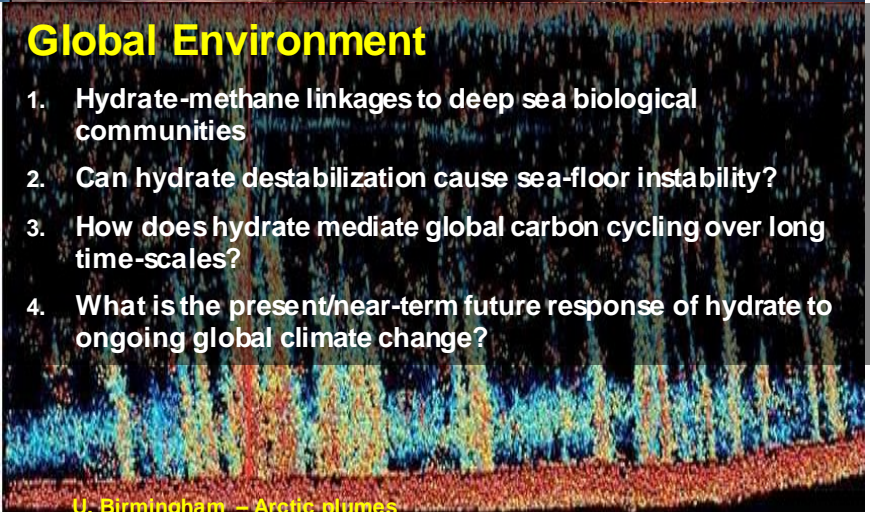 Global Environment
1. Hydrate-methane linkages to deep sea biological
communities
2. Can hydrate destabilization cause sea-floor instability?
3. How does hydrate mediate global carbon cycling over long
time-scales?
4. What is the present/near-term future response of hydrate to
ongoing global climate change?
U. Birmingham – Arctic plumes